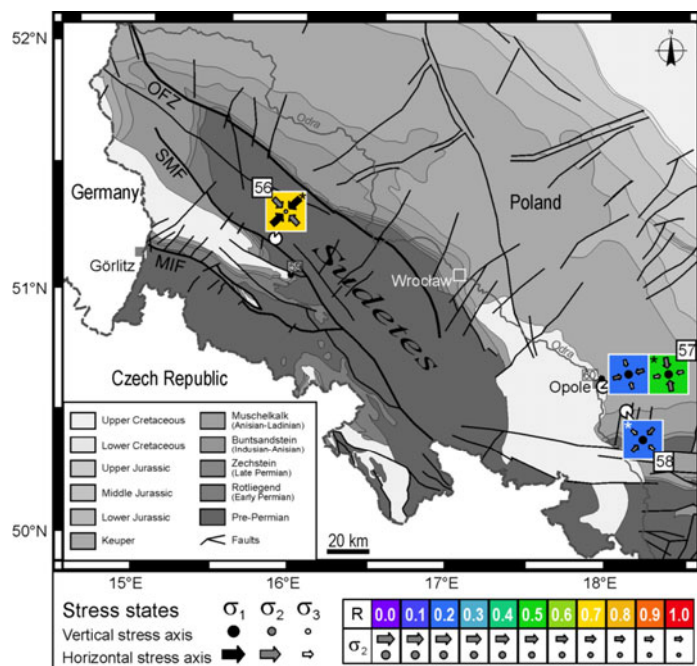 52°N
OFZ
Odra
SMF
Germany
56
*
Poland
Görlitz
MIF
Sudetes
Wrocław
51°N
Odra
57
*
Opole
2
Czech Republic
*
58
Upper Cretaceous
Lower Cretaceous
Upper Jurassic
Middle Jurassic
Lower Jurassic
Keuper
Muschelkalk
(Anisian-Ladinian)
Buntsandstein
(Indusian-Anisian)
Zechstein
(Late Permian)
Rotliegend
(Early Permian)
Pre-Permian
Faults
20 km
50°N
15°E 16°E 17°E 18°E
Stress states σ1 σ2 σ3
Vertical stress axis
Horizontal stress axis
R 0.0 0.1 0.2 0.3 0.4 0.5 0.6 0.7 0.8 0.9 1.0
σ2